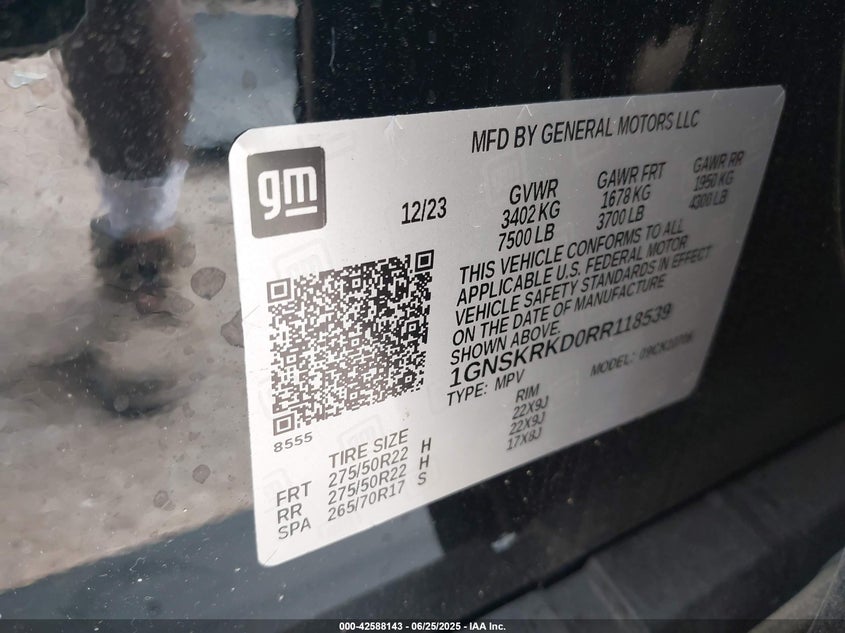 MFD BY GENERAL MOTORS LLC
gm
12/23
GVWR
3402 KG
7500 LB
GAWR FRT
1678 KG
3700 LB
GAWR RR
1950 KG
4300 LB
THIS VEHICLE CONFORMS TO ALL
APPLICABLE U.S. FEDERAL MOTOR
VEHICLE SAFETY STANDARDS IN EFFECT
ON THE DATE OF MANUFACTURE
SHOWN ABOVE.
1GNSKRKD0RR118539
TYPE: MPV
MODEL:
8555
TIRE SIZE
RIM
FRT 275/50R22 H 22X9J
RR 275/50R22 H 22X9J
SPA 265/70R17 S 17X8J
000-42588143 - 06/25/2025 - IAA Inc.